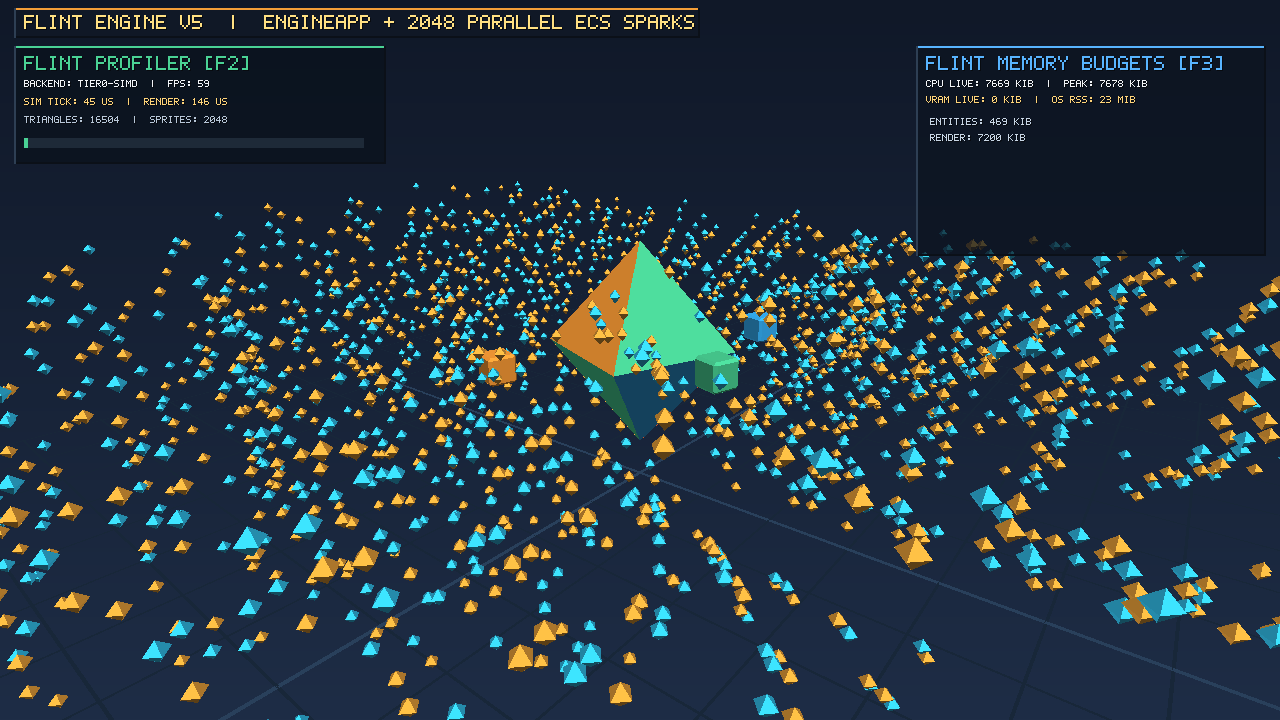 FLINT ENGINE V5 | ENGINEAPP + 2048 PARALLEL ECS SPARKS
FLINT PROFILER [F2]
BACKEND: TIER0-SIMD | FPS: 59
SIM TICK: 45 US | RENDER: 146 US
TRIANGLES: 16504 | SPRITES: 2048
FLINT MEMORY BUDGETS [F3]
CPU LIVE: 7669 KIB | PEAK: 7678 KIB
VRAM LIVE: 0 KIB | OS RSS: 23 MIB
ENTITIES: 469 KIB
RENDER: 7200 KIB